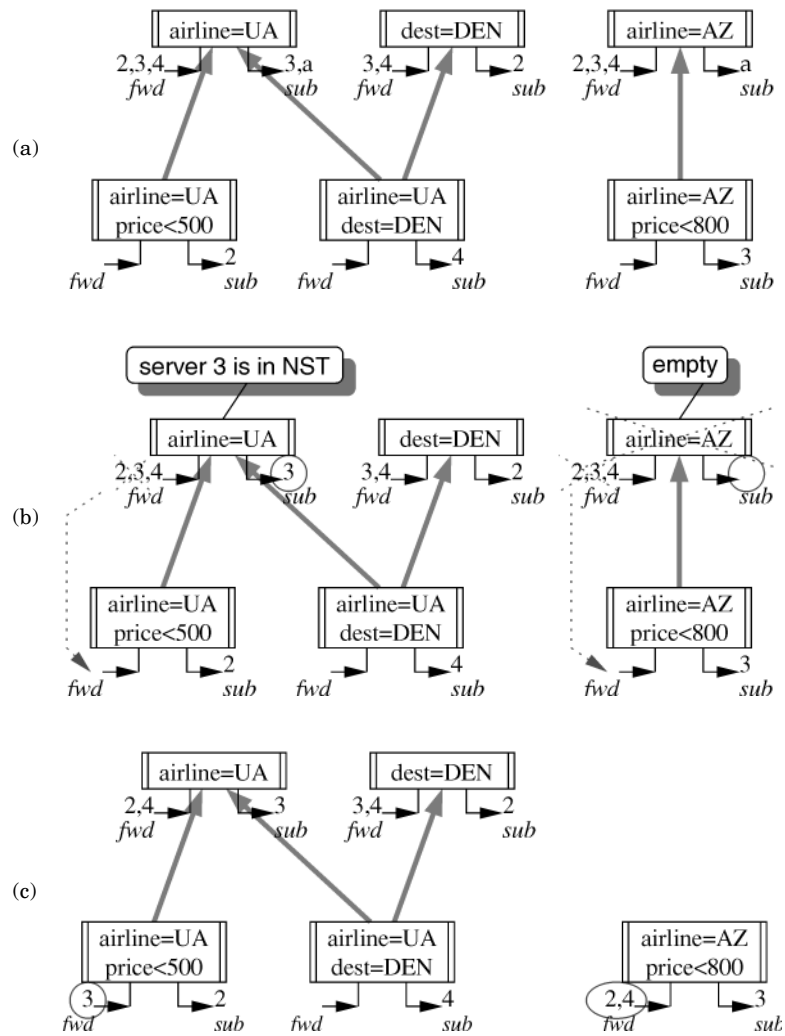 airline=UA dest=DEN airline=AZ
2,3,4 3,a 3,4 2 2,3,4 a
fwd sub fwd sub fwd sub
(a)
airline=UA airline=UA airline=AZ
price<500 dest=DEN price<800
2 4 3
fwd sub fwd sub fwd sub
server 3 is in NST empty
airline=UA dest=DEN airline=AZ
2,3,4 3 3,4 2 2,3,4
fwd sub fwd sub fwd sub
(b)
airline=UA airline=UA airline=AZ
price<500 dest=DEN price<800
2 4 3
fwd sub fwd sub fwd sub
airline=UA dest=DEN
2,4 3 3,4 2
fwd sub fwd sub
(c)
airline=UA airline=UA airline=AZ
price<500 dest=DEN price<800
3 2 4 2,4 3
fwd sub fwd sub fwd sub